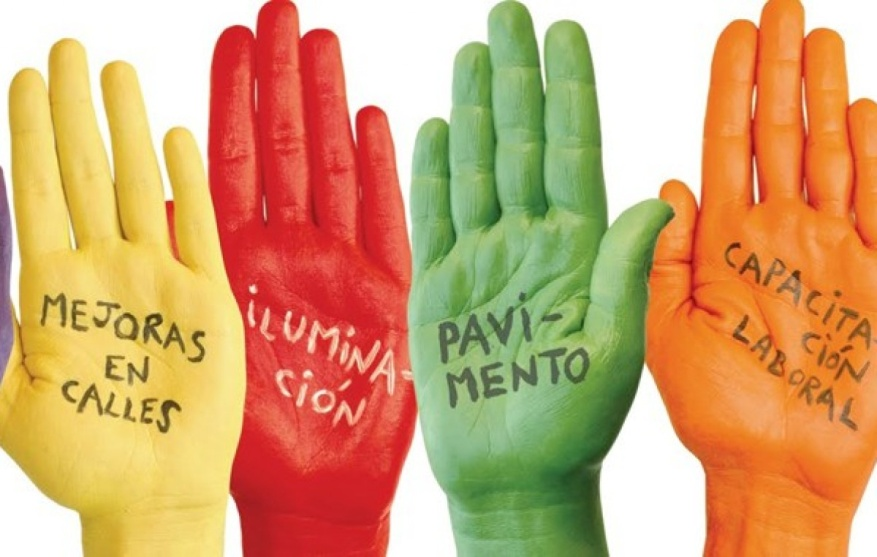 MEJORAS
EN
CALLES
iLUMiNA-
CiÓN
PAVI-
MENTO
CAPACiTA-
CIÓN
LABORAL